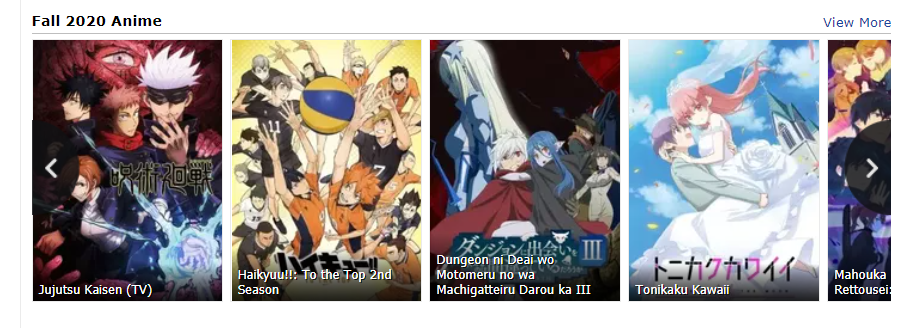 Fall 2020 Anime
View More
呪術廻戦
Jujutsu Kaisen (TV)
11
7
ハイキュー!!
Haikyuu!!: To the Top 2nd
Season
ダンジョンに出会いを
III
Dungeon ni Deai wo
Motomeru no wa
Machigatteiru Darou ka III
トニカクカワイイ
Tonikaku Kawaii
Mahouka
Rettousei: